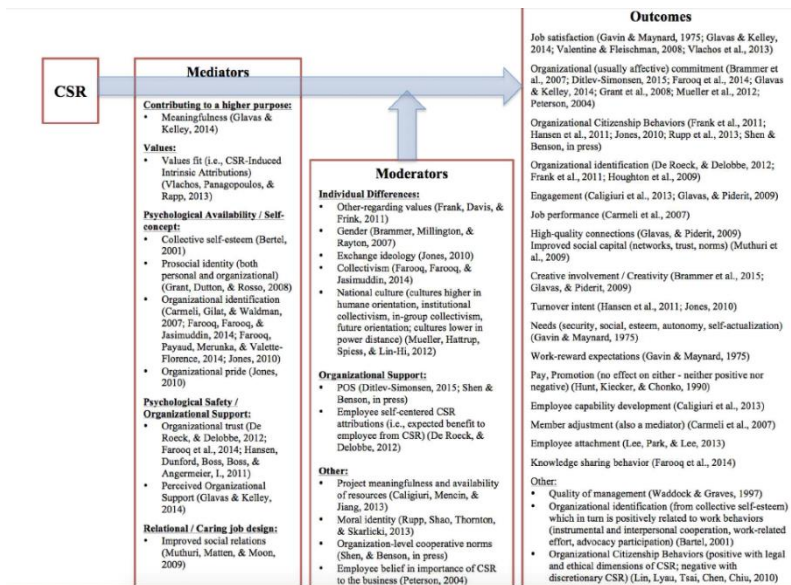 CSR
Mediators
Contributing to a higher purpose:
• Meaningfulness (Glavas &
Kelley, 2014)
Values:
• Values fit (i.e., CSR-Induced
Intrinsic Attributions)
(Vlachos, Panagopoulos, &
Rapp, 2013)
Psychological Availability / Self-
concept:
• Collective self-esteem (Bertel,
2001)
• Prosocial identity (both
personal and organizational)
(Grant, Dutton, & Rosso, 2008)
• Organizational identification
(Carmeli, Gilat, & Waldman,
2007; Farooq, Farooq, &
Jasimuddin, 2014; Farooq,
Payaud, Merunka, & Valette-
Florence, 2014; Jones, 2010)
• Organizational pride (Jones,
2010)
Psychological Safety /
Organizational Support:
• Organizational trust (De
Roeck, & Delobbe, 2012;
Farooq et al., 2014; Hansen,
Dunford, Boss, Boss, &
Angermeier, I., 2011)
• Perceived Organizational
Support (Glavas & Kelley,
2014)
Relational / Caring job design:
• Improved social relations
(Muthuri, Matten, & Moon,
2009)
Moderators
Individual Differences:
• Other-regarding values (Frank, Davis, &
Frink, 2011)
• Gender (Brammer, Millington, &
Rayton, 2007)
• Exchange ideology (Jones, 2010)
• Collectivism (Farooq, Farooq, &
Jasimuddin, 2014)
• National culture (cultures higher in
humane orientation, institutional
collectivism, in-group collectivism,
future orientation; cultures lower in
power distance) (Mueller, Hattrup,
Spiess, & Lin-Hi, 2012)
Organizational Support:
• POS (Ditlev-Simonsen, 2015; Shen &
Benson, in press)
• Employee self-centered CSR
attributions (i.e., expected benefit to
employee from CSR) (De Roeck, &
Delobbe, 2012)
Other:
• Project meaningfulness and availability
of resources (Caligiuri, Mencin, &
Jiang, 2013)
• Moral identity (Rupp, Shao, Thornton,
& Skarlicki, 2013)
• Organization-level cooperative norms
(Shen, & Benson, in press)
• Employee belief in importance of CSR
to the business (Peterson, 2004)
Outcomes
Job satisfaction (Gavin & Maynard, 1975; Glavas & Kelley,
2014; Valentine & Fleischman, 2008; Vlachos et al., 2013)
Organizational (usually affective) commitment (Brammer et
al., 2007; Ditlev-Simonsen, 2015; Farooq et al., 2014; Glavas
& Kelley, 2014; Grant et al., 2008; Mueller et al., 2012;
Peterson, 2004)
Organizational Citizenship Behaviors (Frank et al., 2011;
Hansen et al., 2011; Jones, 2010; Rupp et al., 2013; Shen &
Benson, in press)
Organizational identification (De Roeck, & Delobbe, 2012;
Frank et al., 2011; Houghton et al., 2009)
Engagement (Caligiuri et al., 2013; Glavas, & Piderit, 2009)
Job performance (Carmeli et al., 2007)
High-quality connections (Glavas, & Piderit, 2009)
Improved social capital (networks, trust, norms) (Muthuri et
al., 2009)
Creative involvement / Creativity (Brammer et al., 2015;
Glavas, & Piderit, 2009)
Turnover intent (Hansen et al., 2011; Jones, 2010)
Needs (security, social, esteem, autonomy, self-actualization)
(Gavin & Maynard, 1975)
Work-reward expectations (Gavin & Maynard, 1975)
Pay, Promotion (no effect on either - neither positive nor
negative) (Hunt, Kiecker, & Chonko, 1990)
Employee capability development (Caligiuri et al., 2013)
Member adjustment (also a mediator) (Carmeli et al., 2007)
Employee attachment (Lee, Park, & Lee, 2013)
Knowledge sharing behavior (Farooq et al., 2014)
Other:
• Quality of management (Waddock & Graves, 1997)
• Organizational identification (from collective self-esteem)
which in turn is positively related to work behaviors
(instrumental and interpersonal cooperation, work-related
effort, advocacy participation) (Bartel, 2001)
• Organizational Citizenship Behaviors (positive with legal
and ethical dimensions of CSR; negative with
discretionary CSR) (Lin, Lyau, Tsai, Chen, Chiu, 2010)